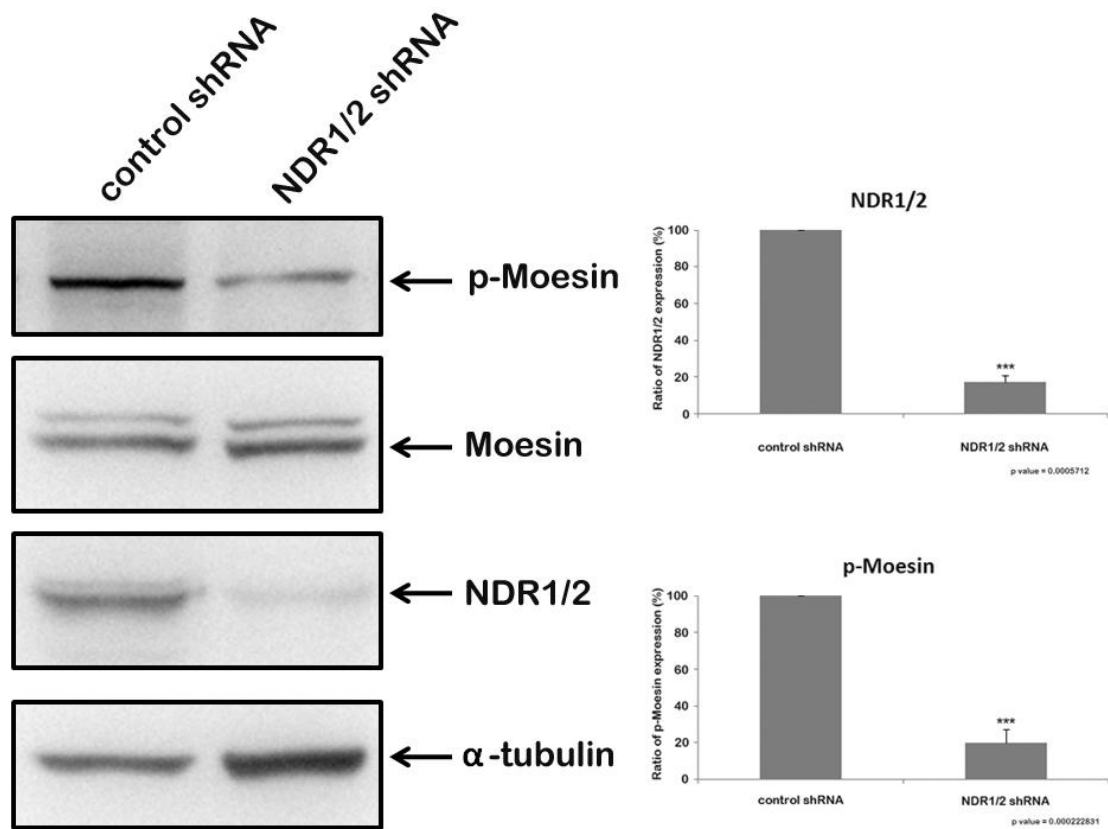 control shRNA
NDR1/2 shRNA
p-Moesin
Moesin
NDR1/2
α-tubulin
NDR1/2
Ratio of NDR1/2 expression (%)
100
80
60
40
20
0
***
control shRNA
NDR1/2 shRNA
p value = 0.0005712
p-Moesin
Ratio of p-Moesin expression (%)
100
80
60
40
20
0
***
control shRNA
NDR1/2 shRNA
p value = 0.000222831